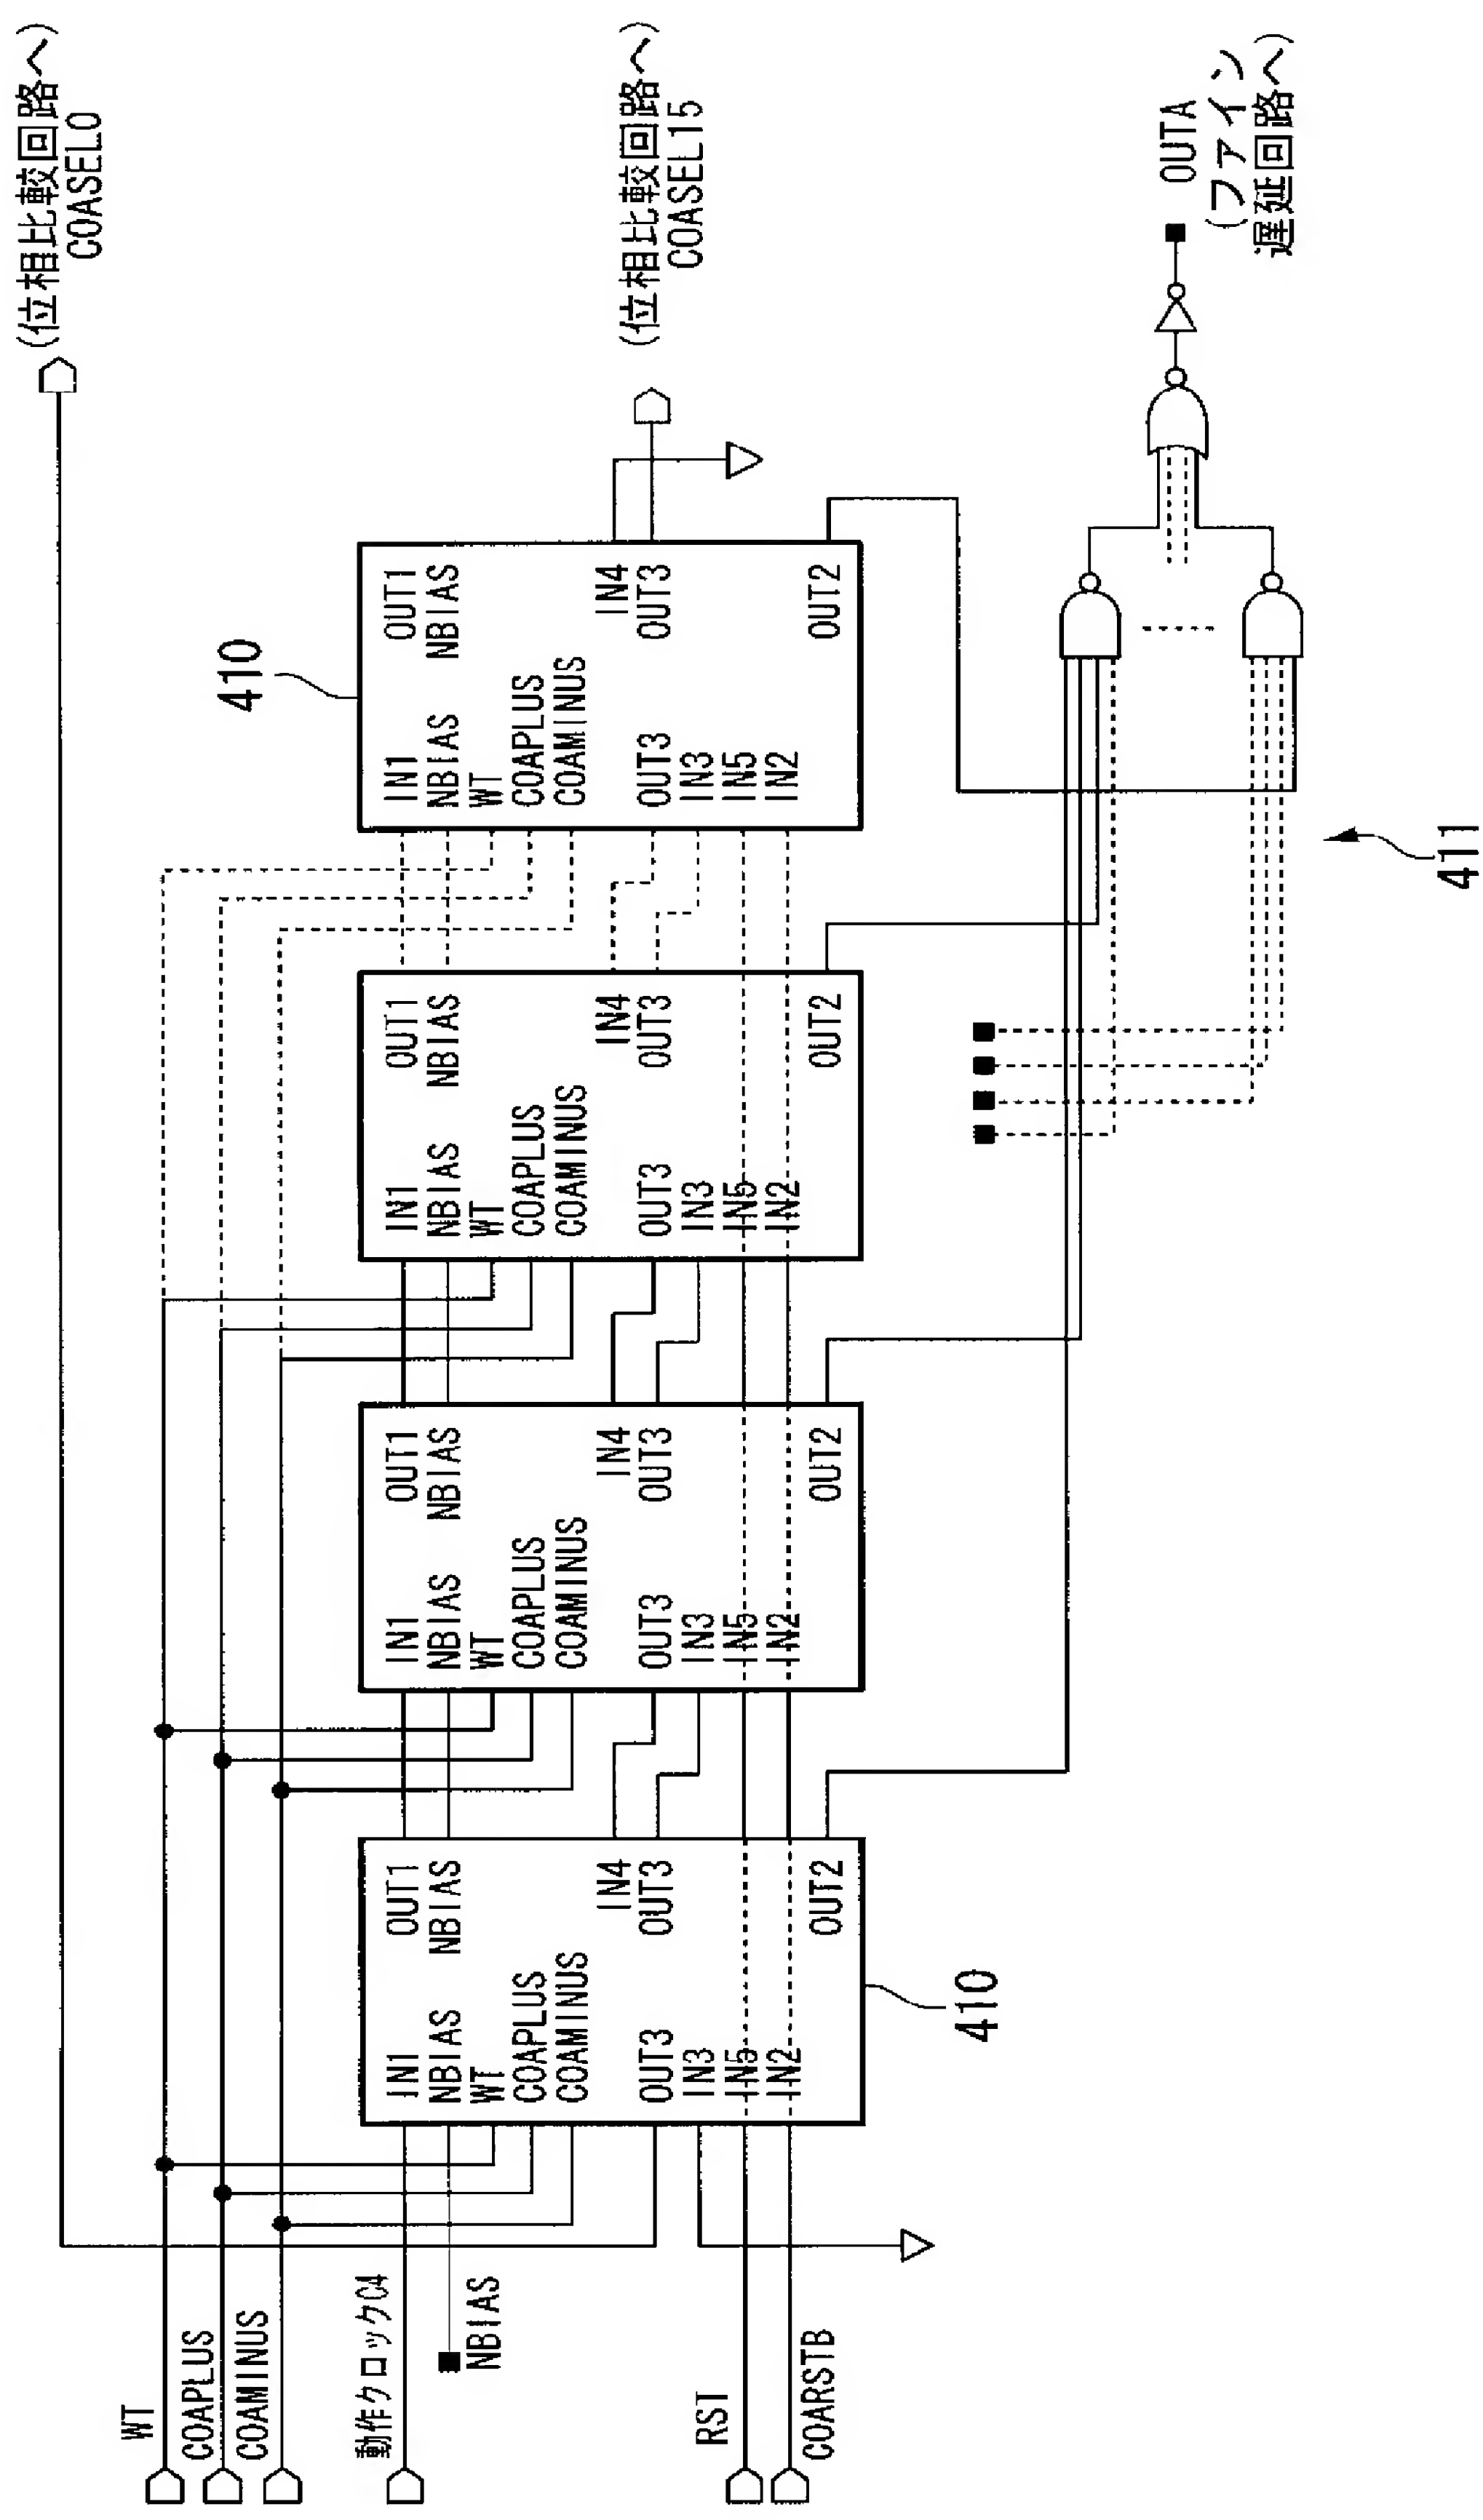 (位相比較回路へ)
COASEL0
WT
COAPLUS
COAMINUS
動作クロックC4
NBIAS
RST
COARSTB
IN1
NBIAS
WT
COAPLUS
COAMINUS
OUT3
IN3
IN5
IN2
OUT1
NBIAS
IN4
OUT3
OUT2
410
IN1
NBIAS
WT
COAPLUS
COAMINUS
OUT3
IN3
IN5
IN2
OUT1
NBIAS
IN4
OUT3
OUT2
IN1
NBIAS
WT
COAPLUS
COAMINUS
OUT3
IN3
IN5
IN2
OUT1
NBIAS
IN4
OUT3
OUT2
410
IN1
NBIAS
WT
COAPLUS
COAMINUS
OUT3
IN3
IN5
IN2
OUT1
NBIAS
IN4
OUT3
OUT2
(位相比較回路へ)
COASEL15
OUTA
(ファイン
遅延回路へ)
411